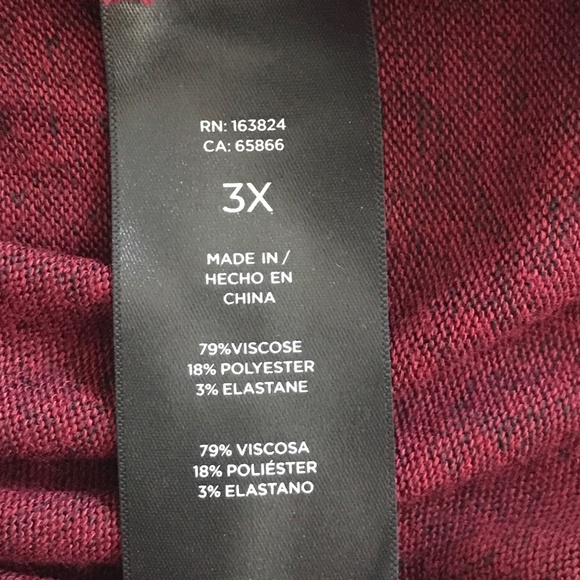 RN: 163824
CA: 65866
3X
MADE IN /
HECHO EN
CHINA
79%VISCOSE
18% POLYESTER
3% ELASTANE
79% VISCOSA
18% POLIÉSTER
3% ELASTANO